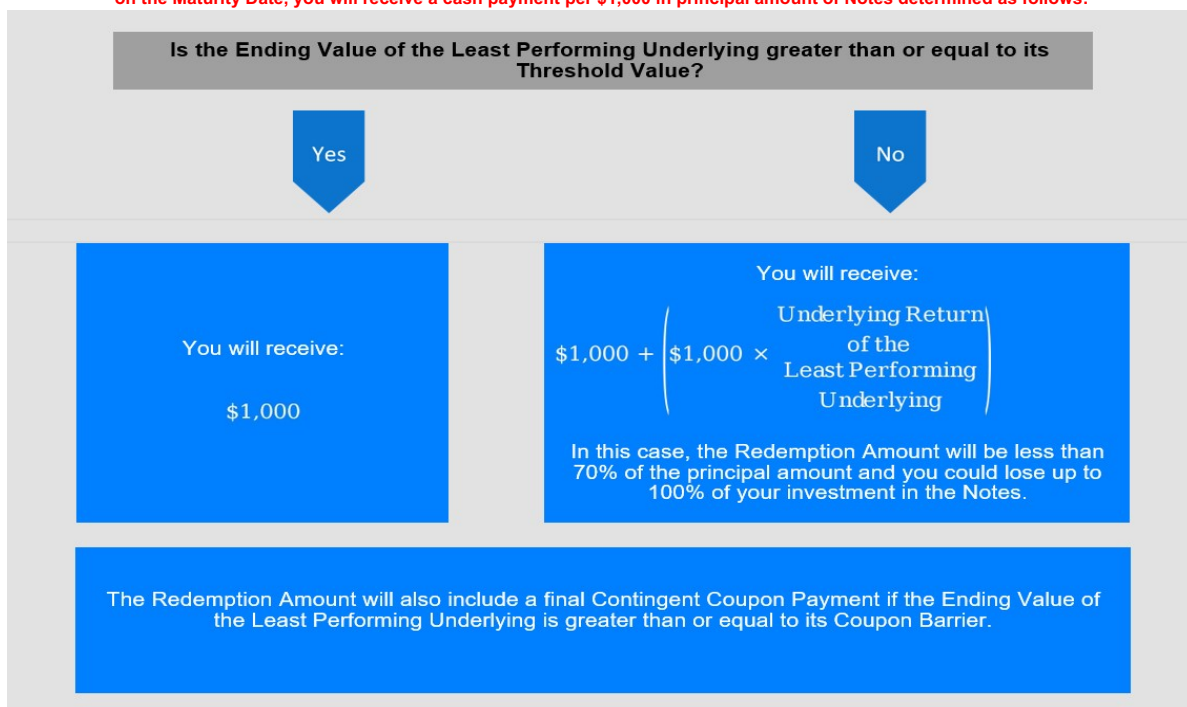 on the Maturity Date, you will receive a cash payment per $1,000 in principal amount of Notes determined as follows:
Is the Ending Value of the Least Performing Underlying greater than or equal to its
Threshold Value?
Yes
No
You will receive:
$1,000
You will receive:
$1,000 + ($1,000 × Underlying Return
of the
Least Performing
Underlying)
In this case, the Redemption Amount will be less than
70% of the principal amount and you could lose up to
100% of your investment in the Notes.
The Redemption Amount will also include a final Contingent Coupon Payment if the Ending Value of
the Least Performing Underlying is greater than or equal to its Coupon Barrier.